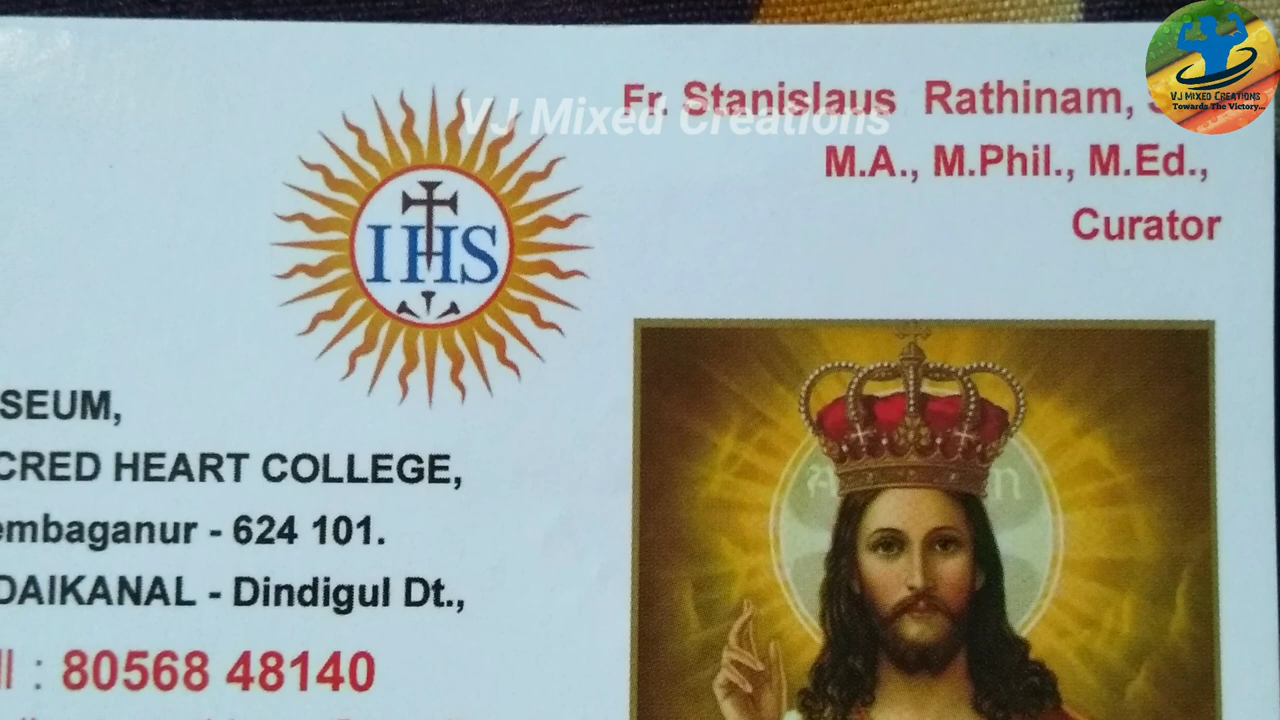 Fr. Stanislaus Rathinam,
M.A., M.Phil., M.Ed.,
Curator
IHS
SEUM,
CRED HEART COLLEGE,
embaganur - 624 101.
DAIKANAL - Dindigul Dt.,
ll : 80568 48140
VJ Mixed Creations
VJ MIXED CREATIONS
Towards The Victory...